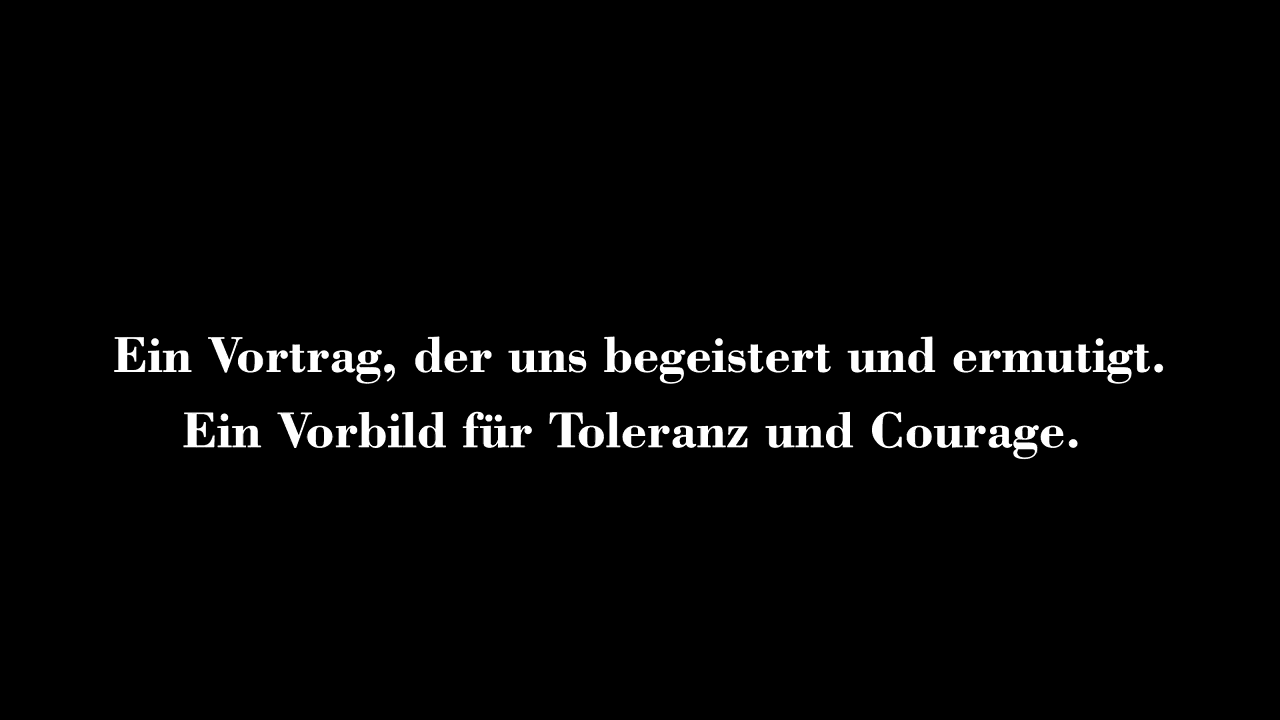 Ein Vortrag, der uns begeistert und ermutigt.
Ein Vorbild für Toleranz und Courage.